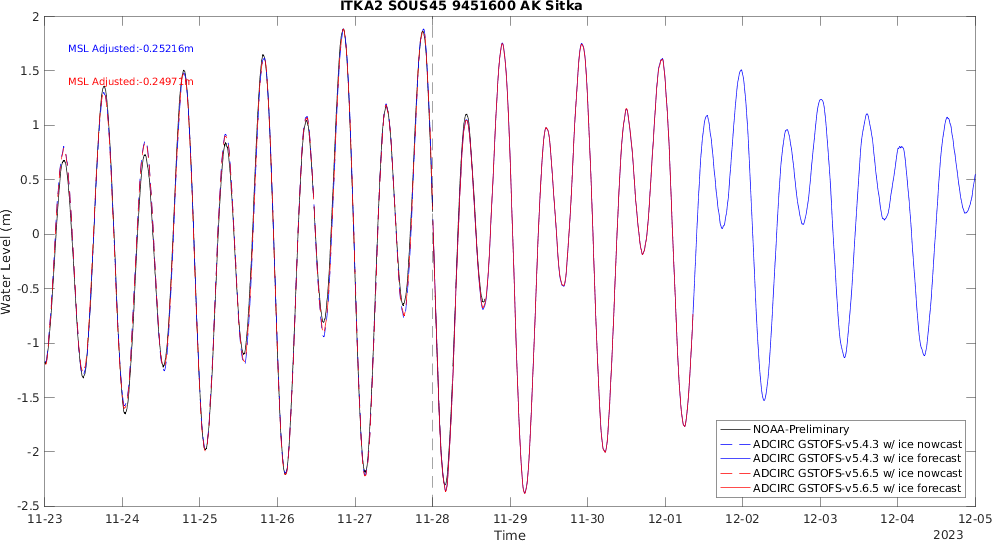 ITKA2 SOUS45 9451600 AK Sitka
MSL Adjusted:-0.25216m
MSL Adjusted:-0.24971m
Water Level (m)
2
1.5
1
0.5
0
-0.5
-1
-1.5
-2
-2.5
NOAA-Preliminary
ADCIRC GSTOFS-v5.4.3 w/ ice nowcast
ADCIRC GSTOFS-v5.4.3 w/ ice forecast
ADCIRC GSTOFS-v5.6.5 w/ ice nowcast
ADCIRC GSTOFS-v5.6.5 w/ ice forecast
11-23 11-24 11-25 11-26 11-27 11-28 11-29 11-30 12-01 12-02 12-03 12-04 12-05
Time
2023